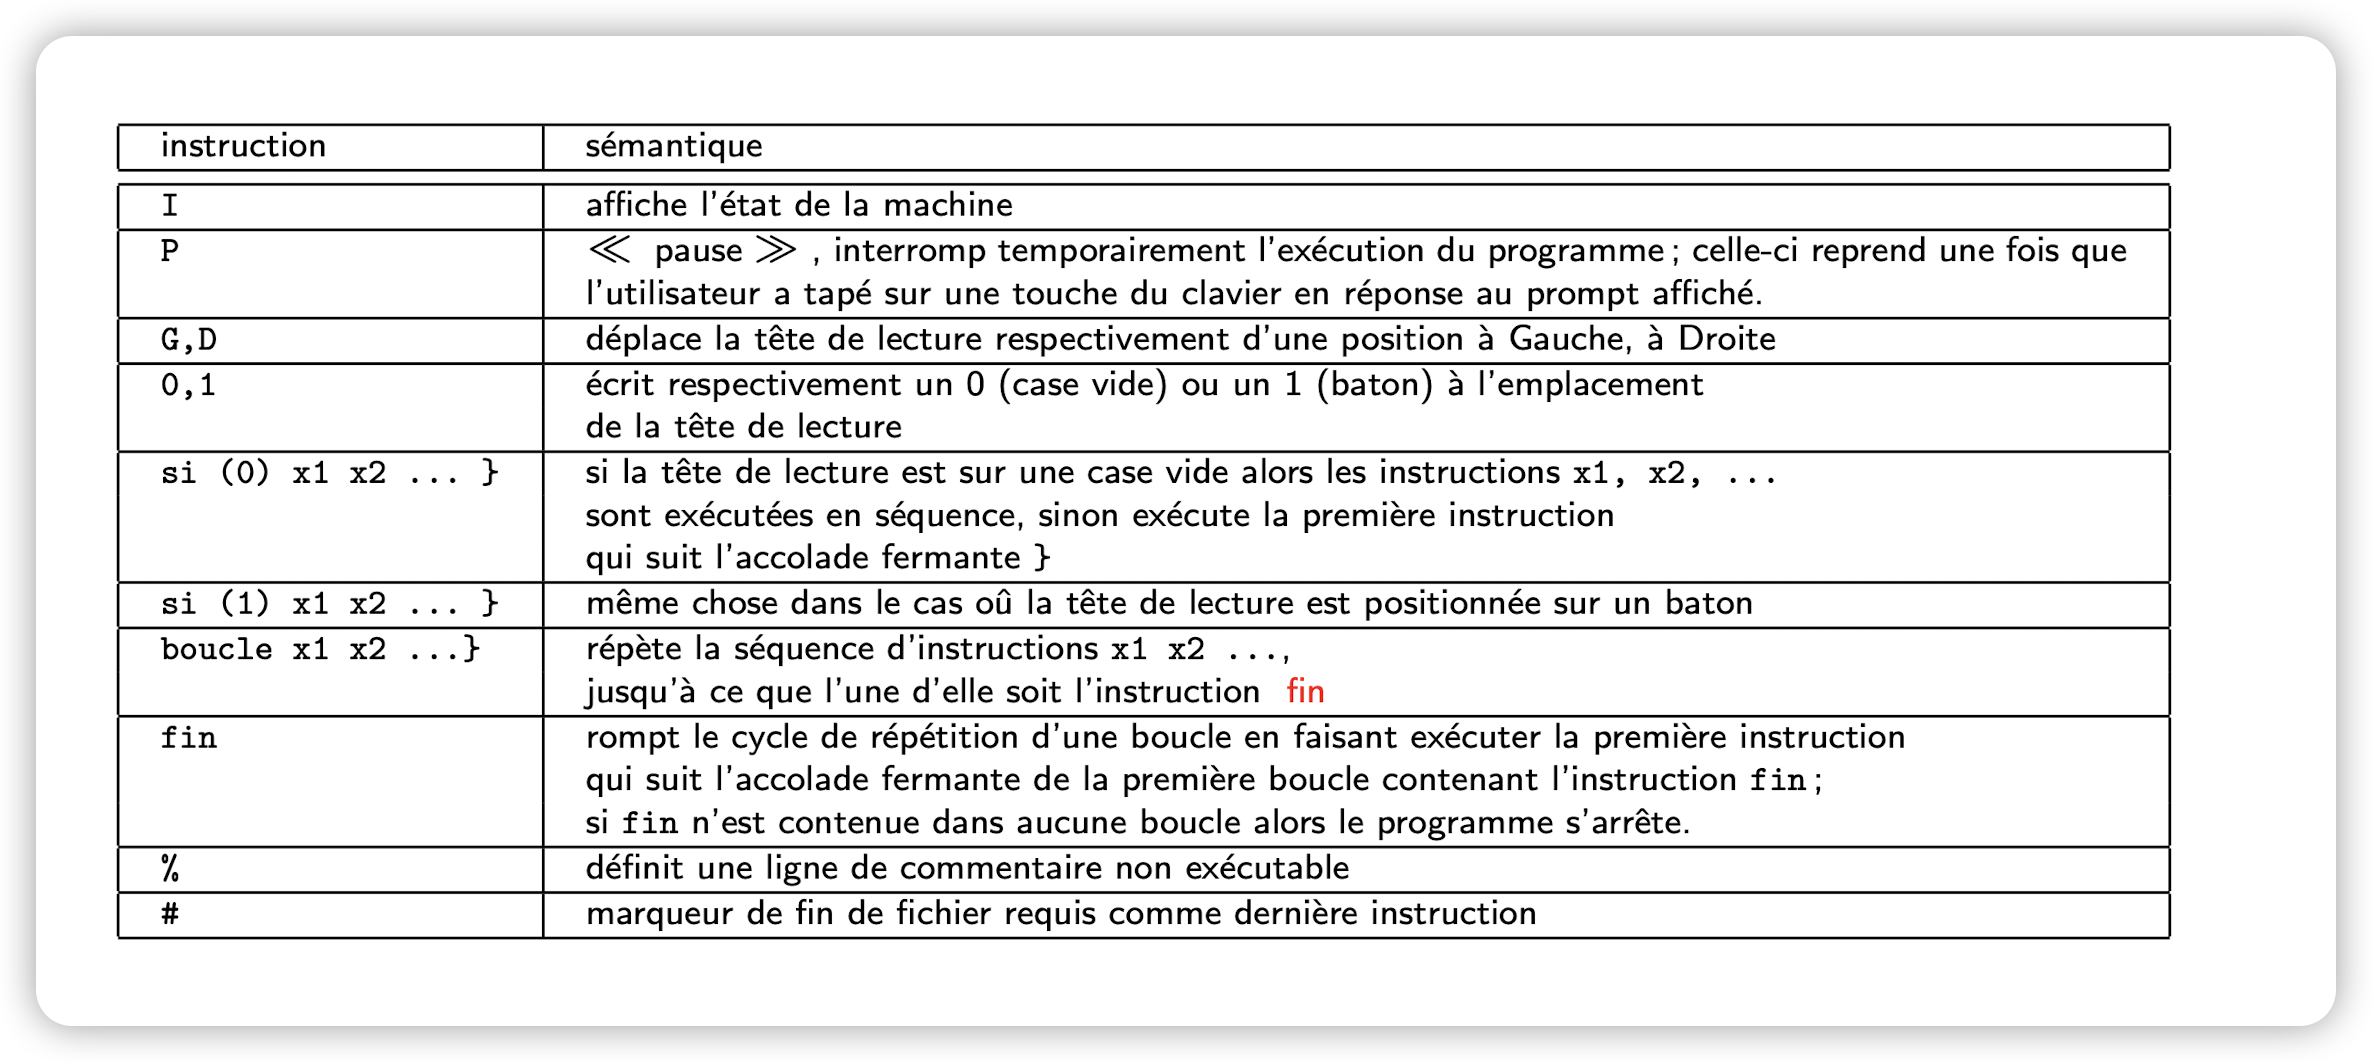 instruction sémantique
I affiche l'état de la machine
P ≪ pause ≫ , interromp temporairement l'exécution du programme ; celle-ci reprend une fois que
l'utilisateur a tapé sur une touche du clavier en réponse au prompt affiché.
G,D déplace la tête de lecture respectivement d'une position à Gauche, à Droite
0,1 écrit respectivement un 0 (case vide) ou un 1 (baton) à l'emplacement
de la tête de lecture
si (0) x1 x2 ... } si la tête de lecture est sur une case vide alors les instructions x1, x2, ...
sont exécutées en séquence, sinon exécute la première instruction
qui suit l'accolade fermante }
si (1) x1 x2 ... } même chose dans le cas oû la tête de lecture est positionnée sur un baton
boucle x1 x2 ...} répète la séquence d'instructions x1 x2 ...,
jusqu'à ce que l'une d'elle soit l'instruction fin
fin rompt le cycle de répétition d'une boucle en faisant exécuter la première instruction
qui suit l'accolade fermante de la première boucle contenant l'instruction fin ;
si fin n'est contenue dans aucune boucle alors le programme s'arrête.
% définit une ligne de commentaire non exécutable
# marqueur de fin de fichier requis comme dernière instruction